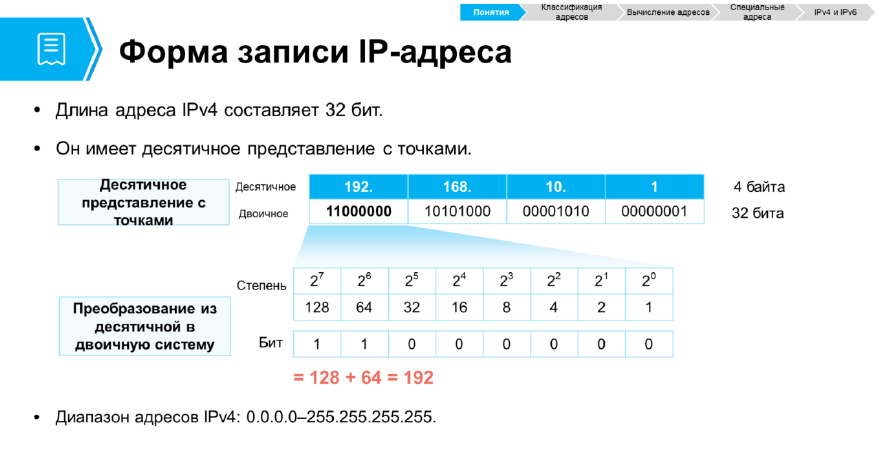 Понятия
Классификация
адресов
Вычисление адресов
Специальные
адреса
IPv4 и IPv6
Форма записи IP-адреса
• Длина адреса IPv4 составляет 32 бит.
• Он имеет десятичное представление с точками.
Десятичное
представление с
точками
Десятичное 192. 168. 10. 1 4 байта
Двоичное 11000000 10101000 00001010 00000001 32 бита
Преобразование из
десятичной в
двоичную систему
Степень 2⁷ 2⁶ 2⁵ 2⁴ 2³ 2² 2¹ 2⁰
128 64 32 16 8 4 2 1
Бит 1 1 0 0 0 0 0 0
= 128 + 64 = 192
• Диапазон адресов IPv4: 0.0.0.0–255.255.255.255.